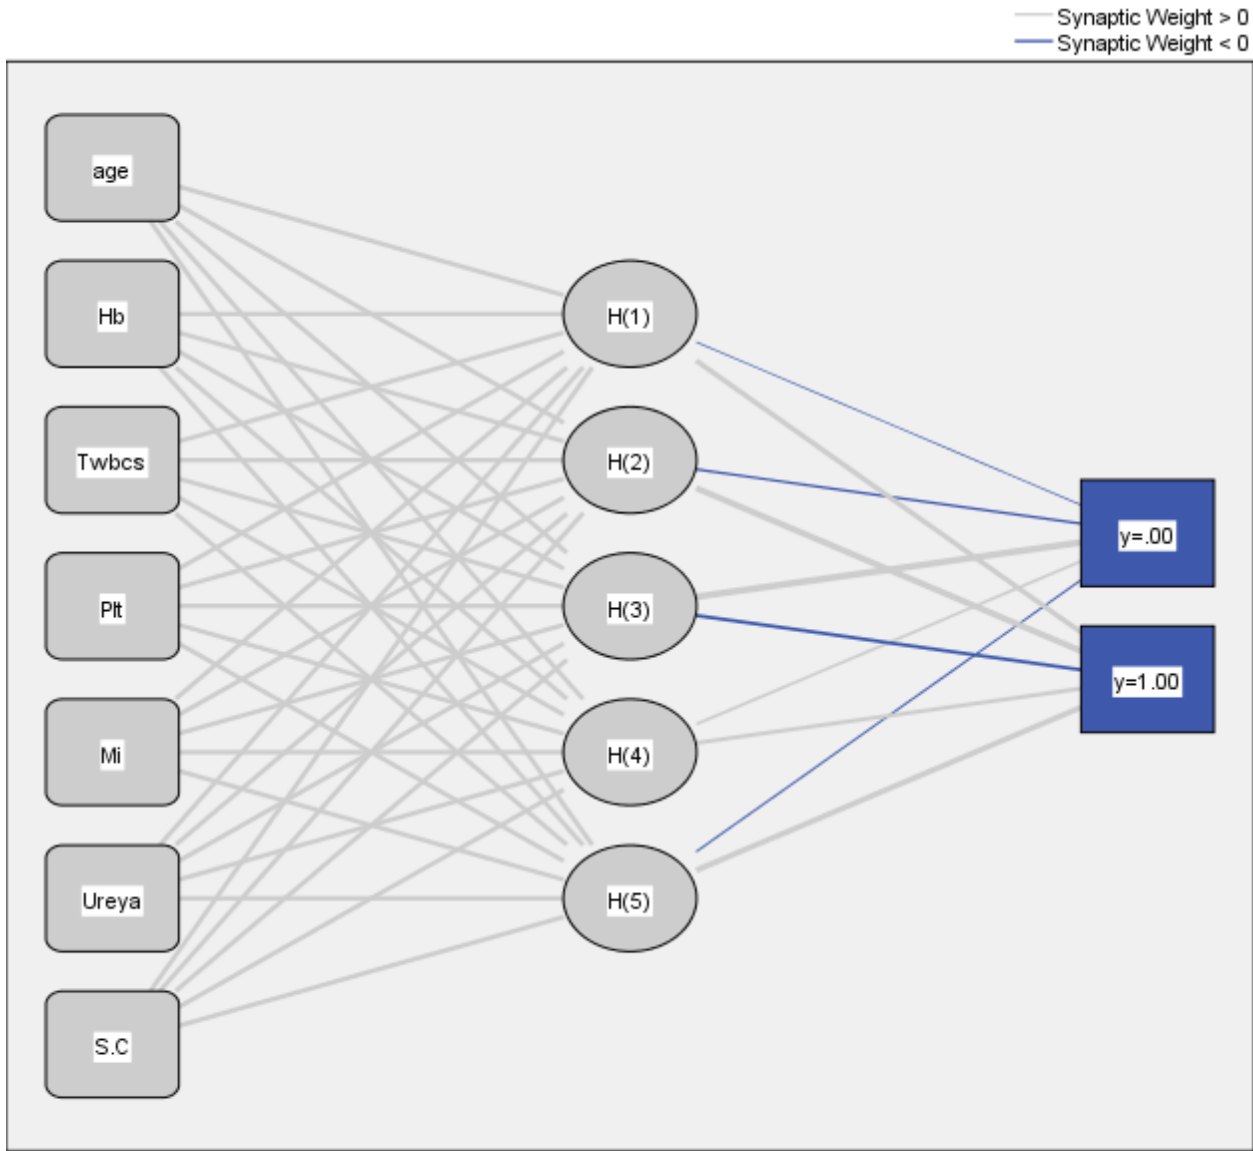 Synaptic Weight > 0
Synaptic Weight < 0
age
Hb
H(1)
Twbcs
H(2)
y=.00
Plt
H(3)
y=1.00
Mi
H(4)
Ureya
H(5)
S.C